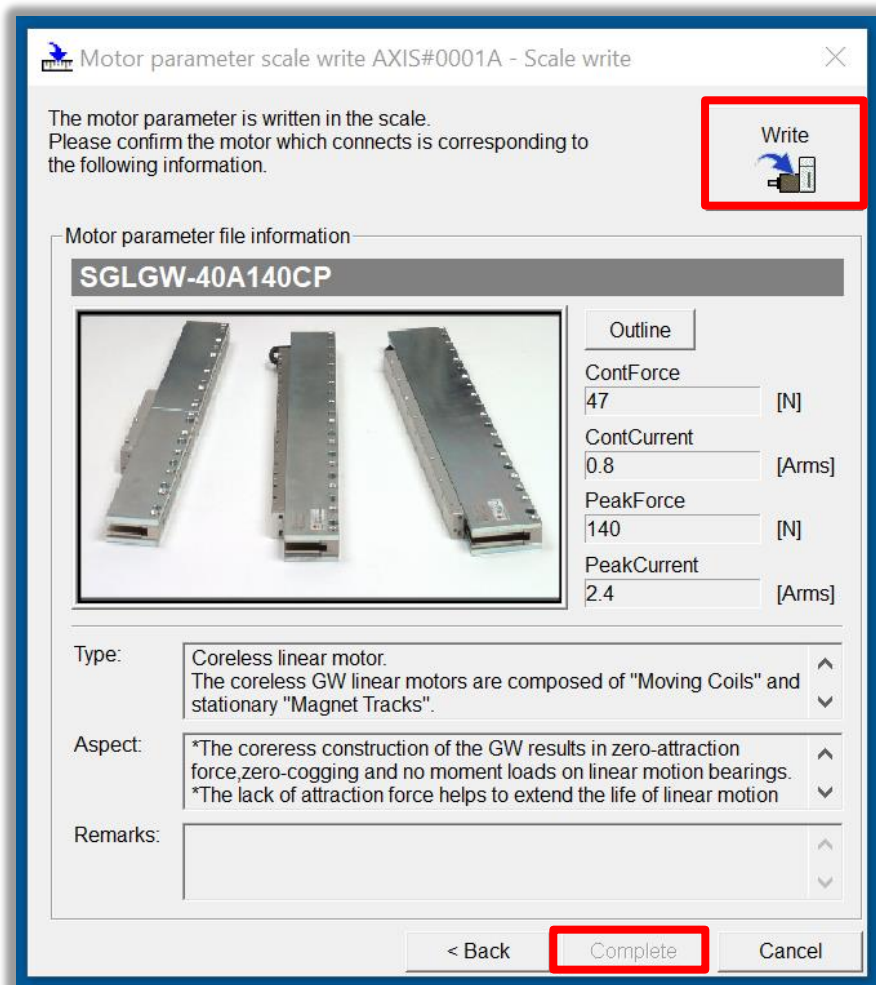 Motor parameter scale write AXIS#0001A - Scale write
The motor parameter is written in the scale.
Please confirm the motor which connects is corresponding to
the following information.
Write
Motor parameter file information
SGLGW-40A140CP
Outline
ContForce
47 [N]
ContCurrent
0.8 [Arms]
PeakForce
140 [N]
PeakCurrent
2.4 [Arms]
Type:
Coreless linear motor.
The coreless GW linear motors are composed of "Moving Coils" and
stationary "Magnet Tracks".
Aspect:
*The coreress construction of the GW results in zero-attraction
force,zero-cogging and no moment loads on linear motion bearings.
*The lack of attraction force helps to extend the life of linear motion
Remarks:
< Back Complete Cancel